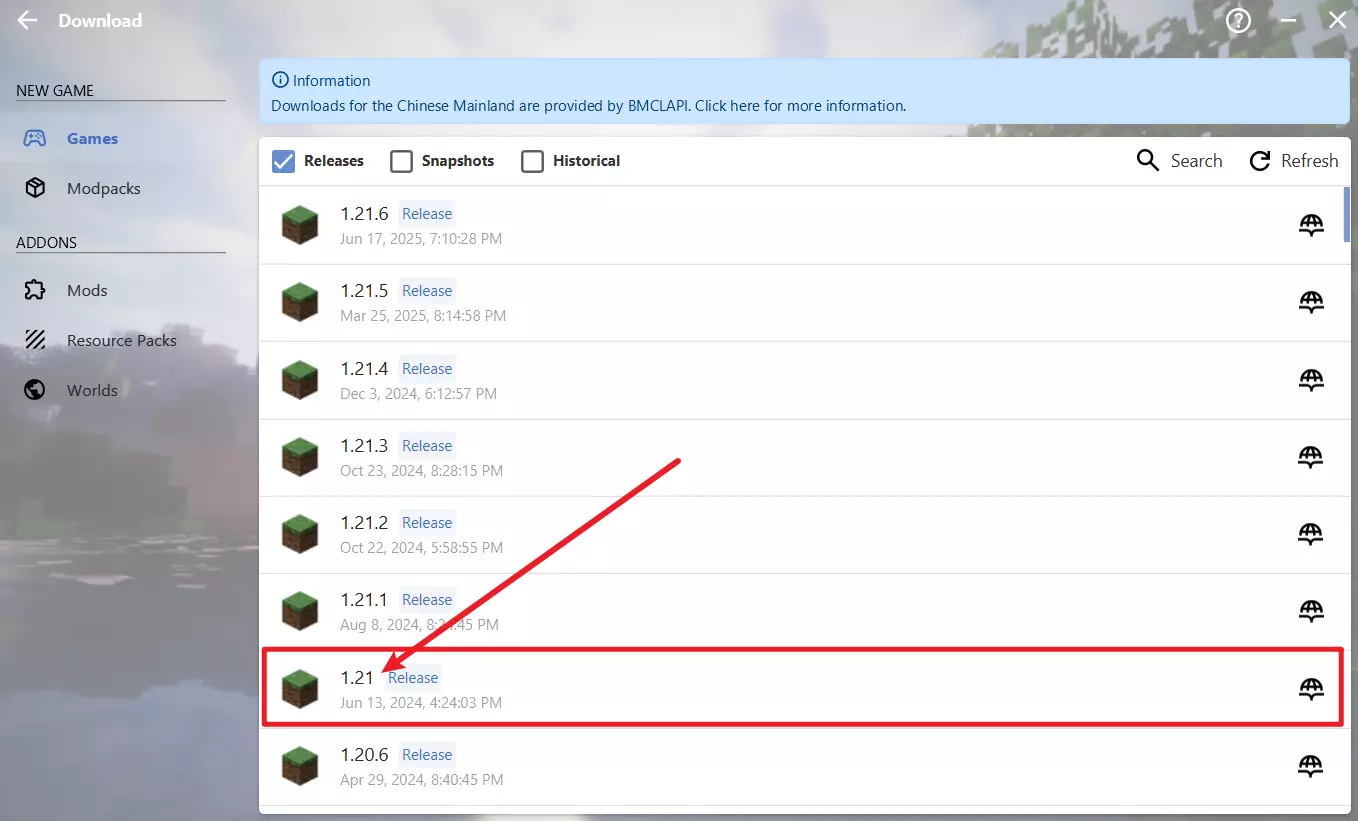 Download
NEW GAME
Games
Modpacks
ADDONS
Mods
Resource Packs
Worlds
Information
Downloads for the Chinese Mainland are provided by BMCLAPI. Click here for more information.
Releases Snapshots Historical Search Refresh
1.21.6 Release
Jun 17, 2025, 7:10:28 PM
1.21.5 Release
Mar 25, 2025, 8:14:58 PM
1.21.4 Release
Dec 3, 2024, 6:12:57 PM
1.21.3 Release
Oct 23, 2024, 8:28:15 PM
1.21.2 Release
Oct 22, 2024, 5:58:55 PM
1.21.1 Release
Aug 8, 2024, PM
1.21 Release
Jun 13, 2024, 4:24:03 PM
1.20.6 Release
Apr 29, 2024, 8:40:45 PM